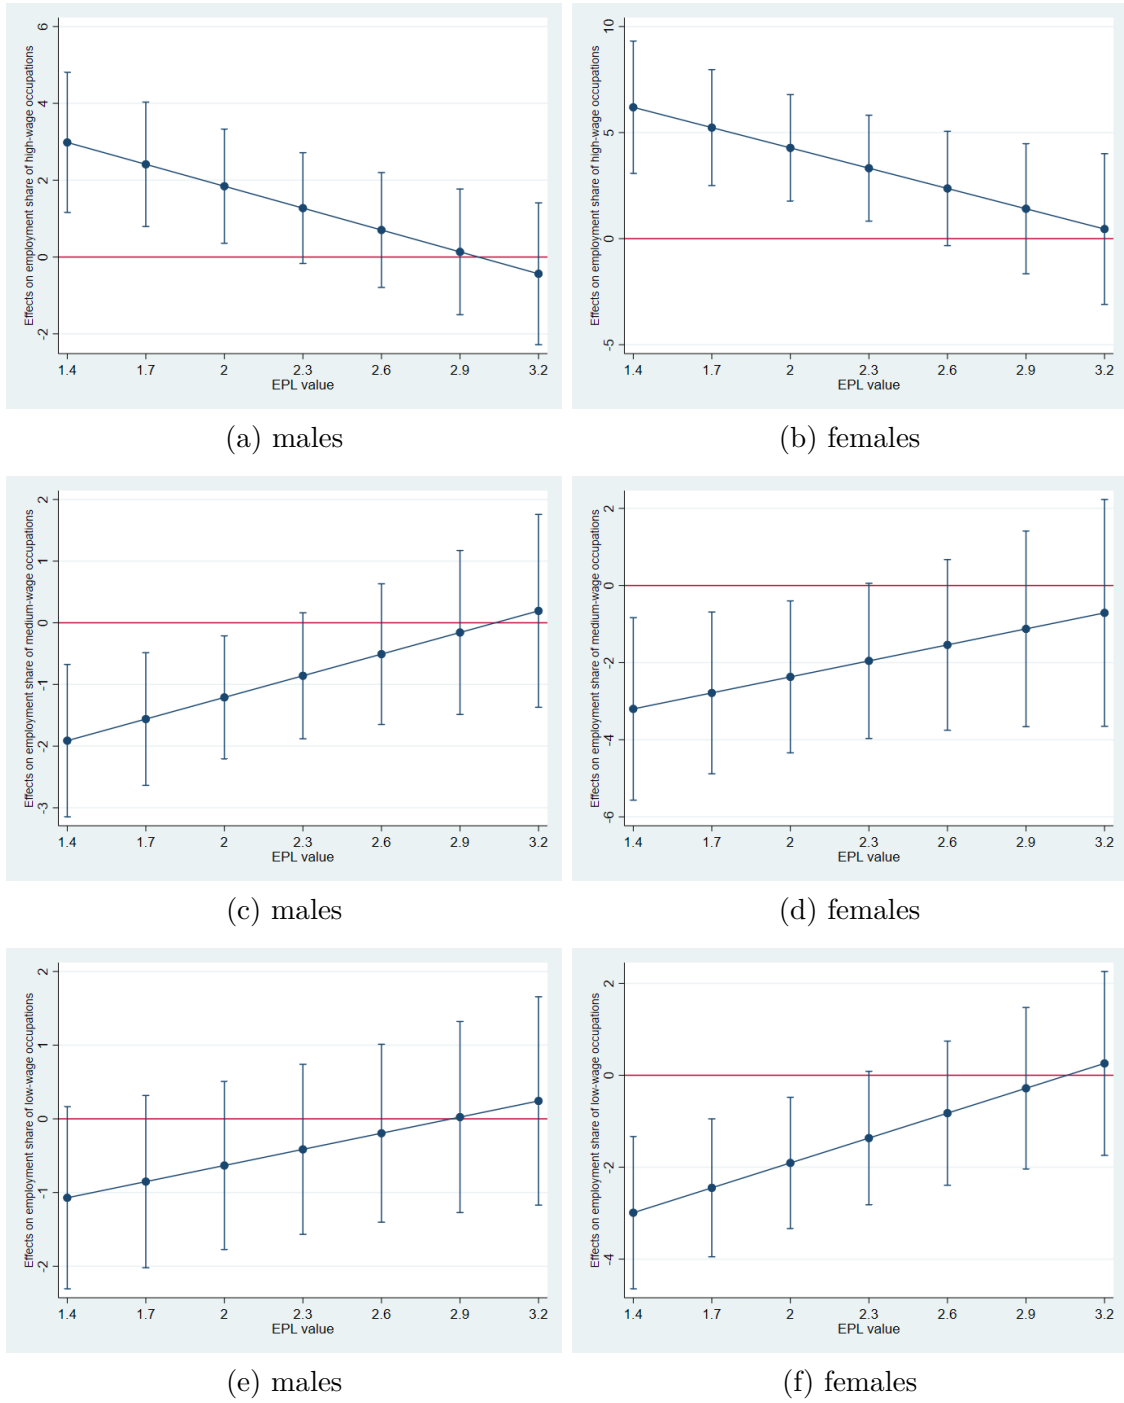 Effects on employment share of high-wage occupations
6
4
2
0
-2
1.4 1.7 2 2.3 2.6 2.9 3.2
EPL value
(a) males
Effects on employment share of high-wage occupations
10
5
0
-5
1.4 1.7 2 2.3 2.6 2.9 3.2
EPL value
(b) females
Effects on employment share of medium-wage occupations
2
1
0
-1
-2
-3
1.4 1.7 2 2.3 2.6 2.9 3.2
EPL value
(c) males
Effects on employment share of medium-wage occupations
2
0
-2
-4
-6
1.4 1.7 2 2.3 2.6 2.9 3.2
EPL value
(d) females
Effects on employment share of low-wage occupations
2
1
0
-1
-2
1.4 1.7 2 2.3 2.6 2.9 3.2
EPL value
(e) males
Effects on employment share of low-wage occupations
2
0
-2
-4
1.4 1.7 2 2.3 2.6 2.9 3.2
EPL value
(f) females